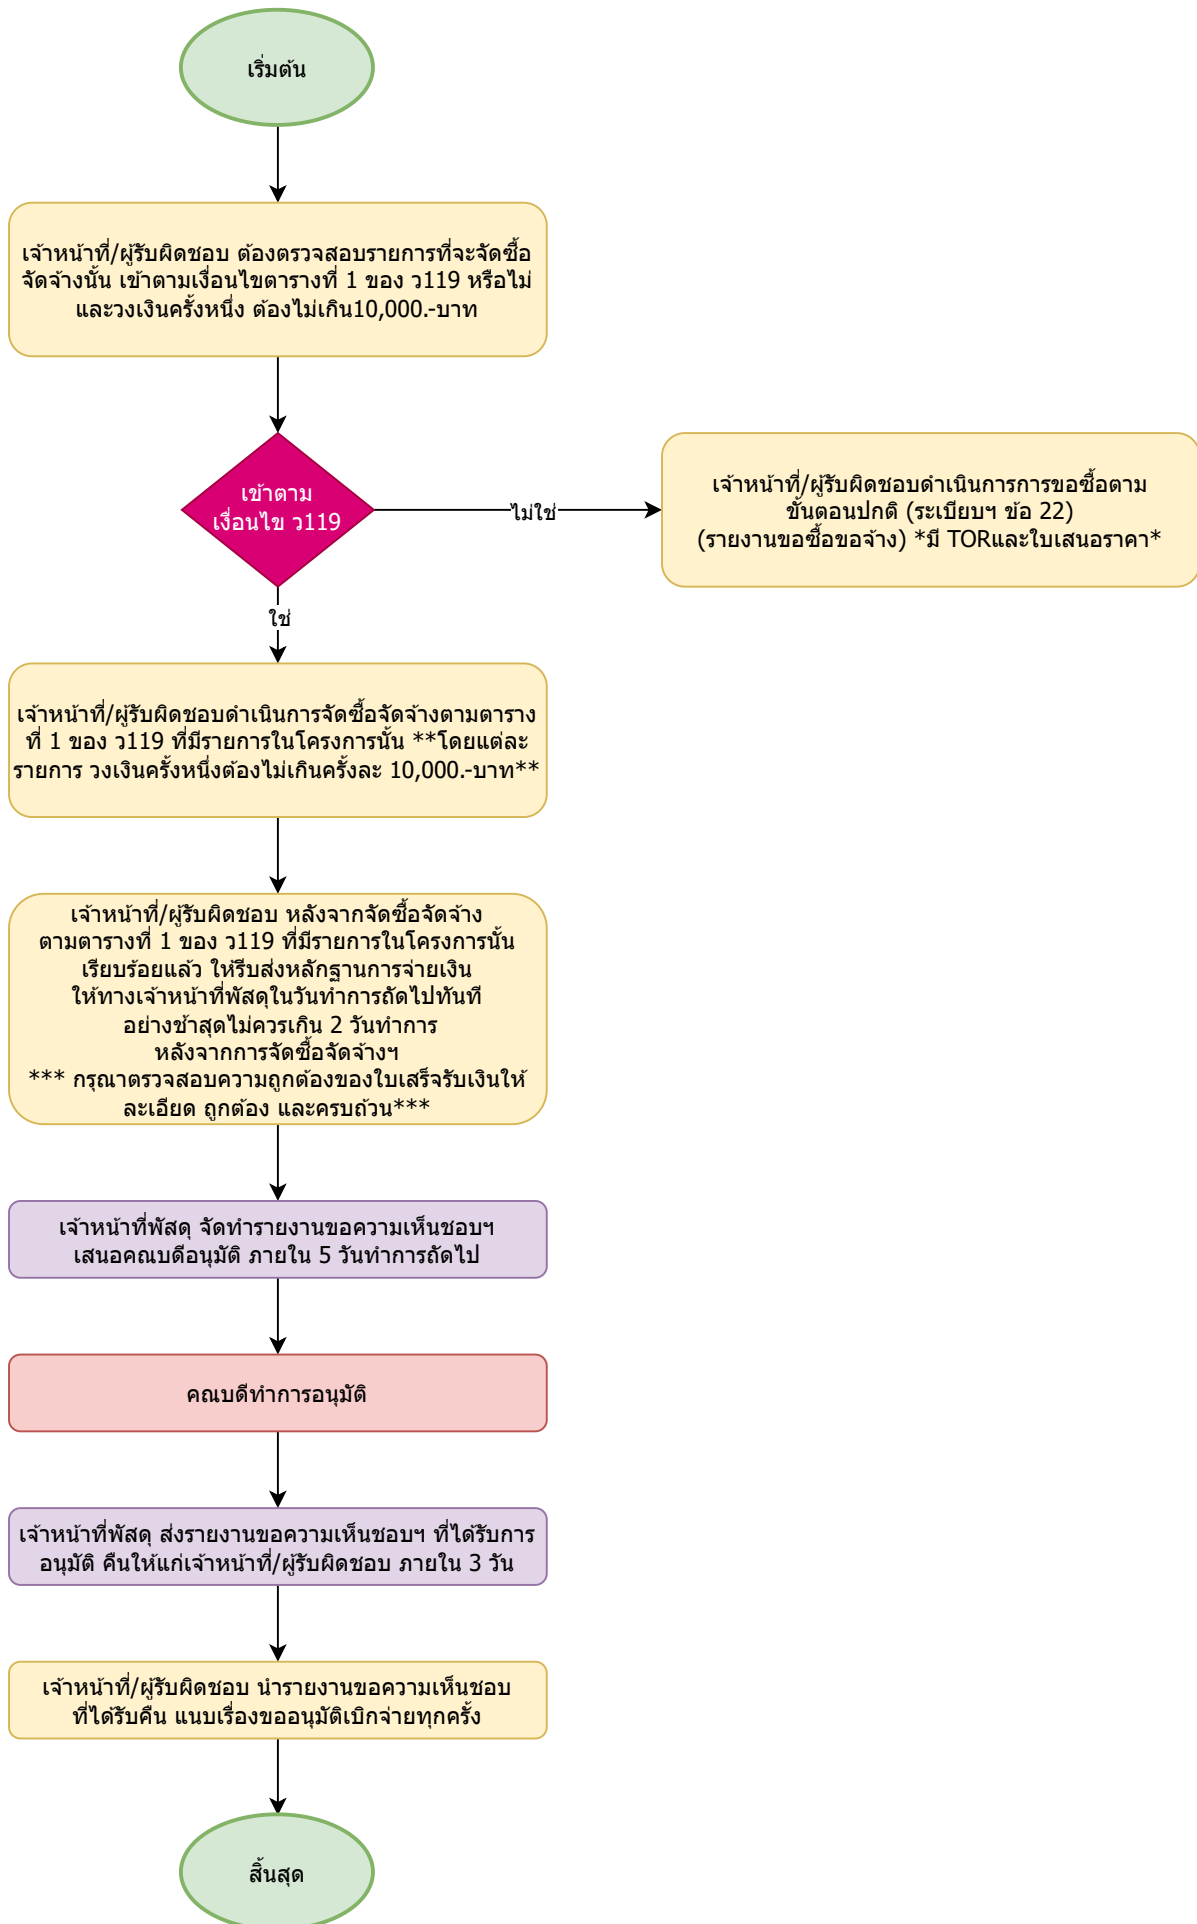 เริ่มต้น
เจ้าหน้าที่/ผู้รับผิดชอบ ต้องตรวจสอบรายการที่จะจัดซื้อ
จัดจ้างนั้น เข้าตามเงื่อนไขตารางที่ 1 ของ ว119 หรือไม่
และวงเงินครั้งหนึ่ง ต้องไม่เกิน10,000.-บาท
เข้าตาม
เงื่อนไข ว119
ไม่ใช่
เจ้าหน้าที่/ผู้รับผิดชอบดำเนินการการขอซื้อตาม
ขั้นตอนปกติ (ระเบียบฯ ข้อ 22)
(รายงานขอซื้อขอจ้าง) *มี TORและใบเสนอราคา*
ใช่
เจ้าหน้าที่/ผู้รับผิดชอบดำเนินการจัดซื้อจัดจ้างตามตาราง
ที่ 1 ของ ว119 ที่มีรายการในโครงการนั้น **โดยแต่ละ
รายการ วงเงินครั้งหนึ่งต้องไม่เกินครั้งละ 10,000.-บาท**
เจ้าหน้าที่/ผู้รับผิดชอบ หลังจากจัดซื้อจัดจ้าง
ตามตารางที่ 1 ของ ว119 ที่มีรายการในโครงการนั้น
เรียบร้อยแล้ว ให้รีบส่งหลักฐานการจ่ายเงิน
ให้ทางเจ้าหน้าที่พัสดุในวันทำการถัดไปทันที
อย่างช้าสุดไม่ควรเกิน 2 วันทำการ
หลังจากการจัดซื้อจัดจ้างฯ
*** กรุณาตรวจสอบความถูกต้องของใบเสร็จรับเงินให้
ละเอียด ถูกต้อง และครบถ้วน***
เจ้าหน้าที่พัสดุ จัดทำรายงานขอความเห็นชอบฯ
เสนอคณบดีอนุมัติ ภายใน 5 วันทำการถัดไป
คณบดีทำการอนุมัติ
เจ้าหน้าที่พัสดุ ส่งรายงานขอความเห็นชอบฯ ที่ได้รับการ
อนุมัติ คืนให้แก่เจ้าหน้าที่/ผู้รับผิดชอบ ภายใน 3 วัน
เจ้าหน้าที่/ผู้รับผิดชอบ นำรายงานขอความเห็นชอบ
ที่ได้รับคืน แนบเรื่องขออนุมัติเบิกจ่ายทุกครั้ง
สิ้นสุด